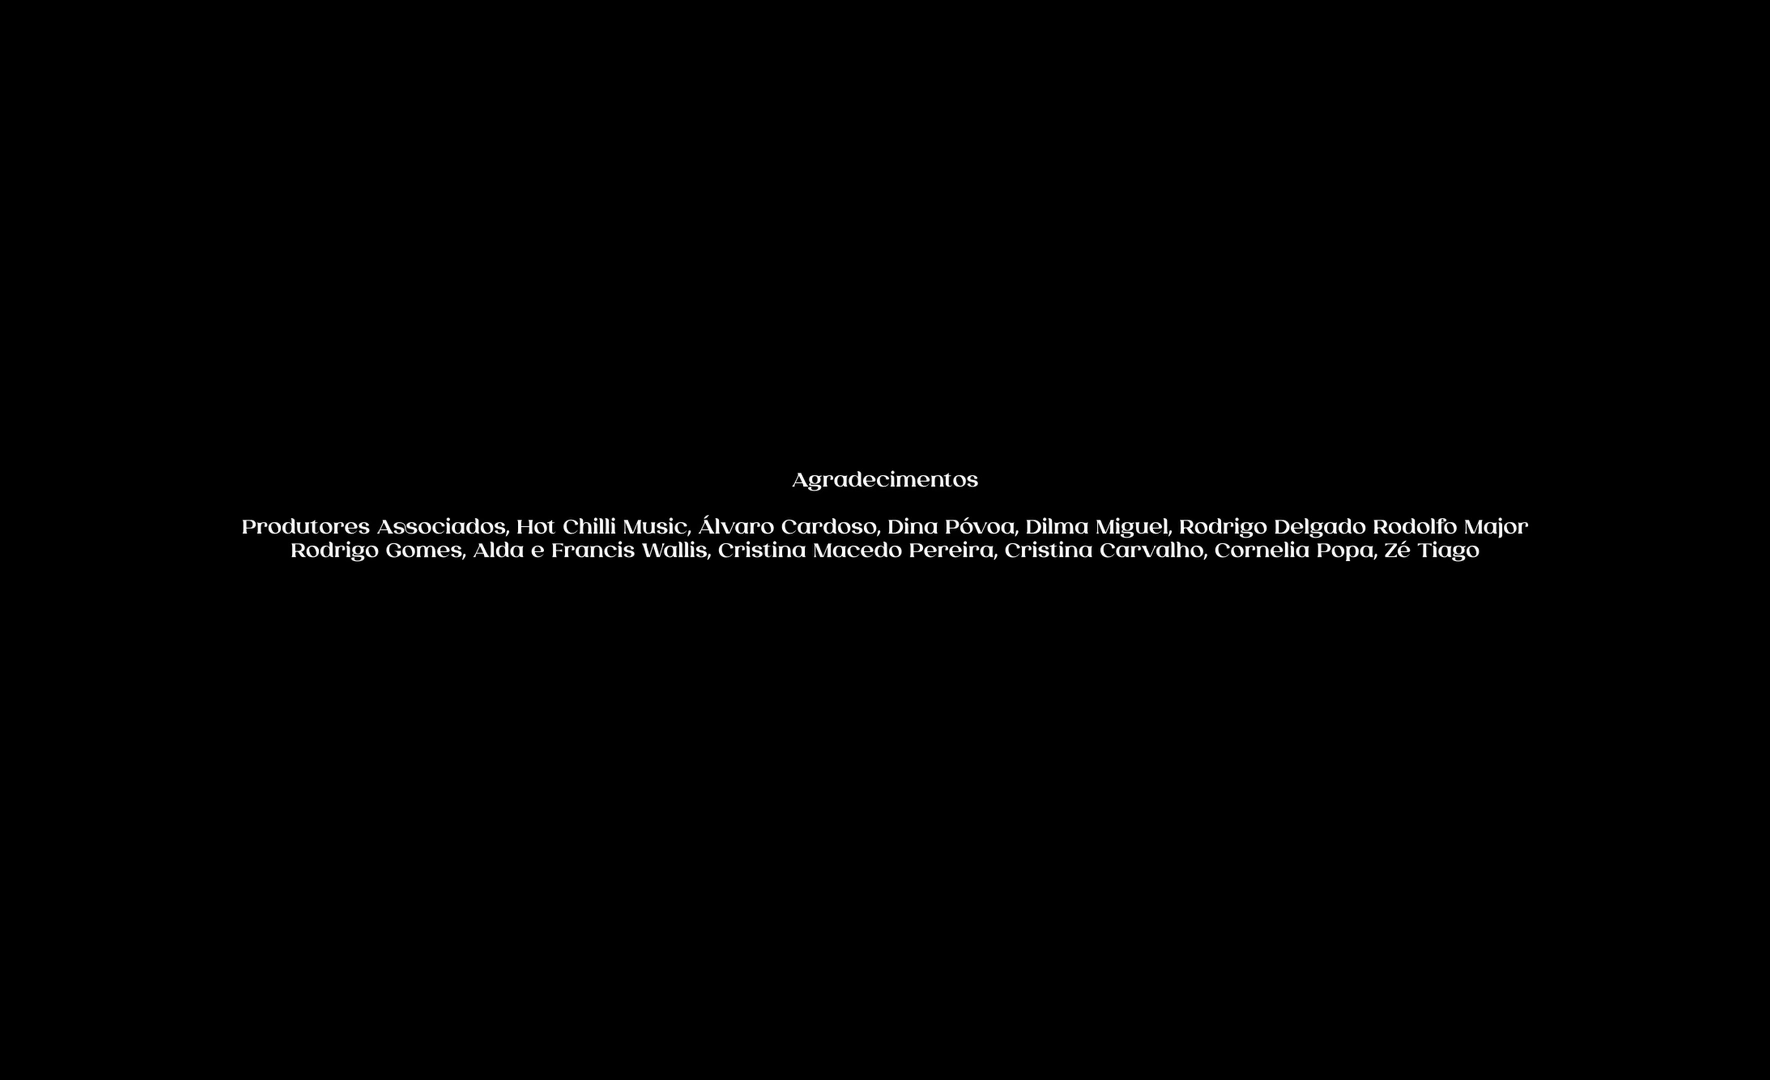 Agradecimentos
Produtores Associados, Hot Chilli Music, Álvaro Cardoso, Dina Póvoa, Dilma Miguel, Rodrigo Delgado Rodolfo Major
Rodrigo Gomes, Alda e Francis Wallis, Cristina Macedo Pereira, Cristina Carvalho, Cornelia Popa, Zé Tiago